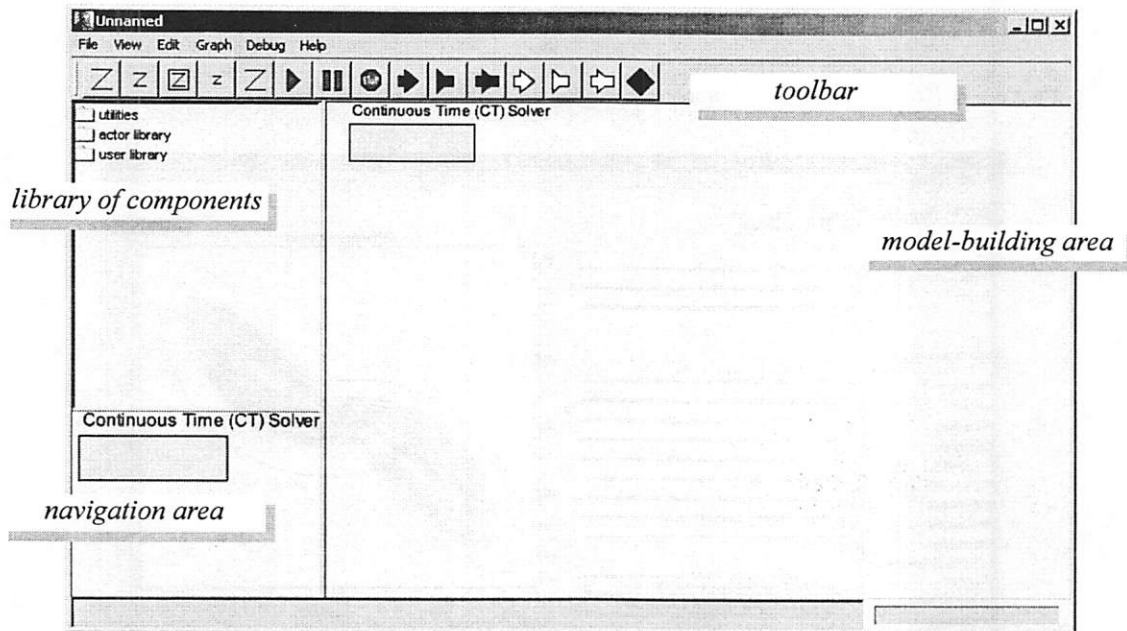 Unnamed
File View Edit Graph Debug Help
Z Z Z Z Z STOP
toolbar
utilities
actor library
user library
Continuous Time (CT) Solver
library of components
model-building area
Continuous Time (CT) Solver
navigation area